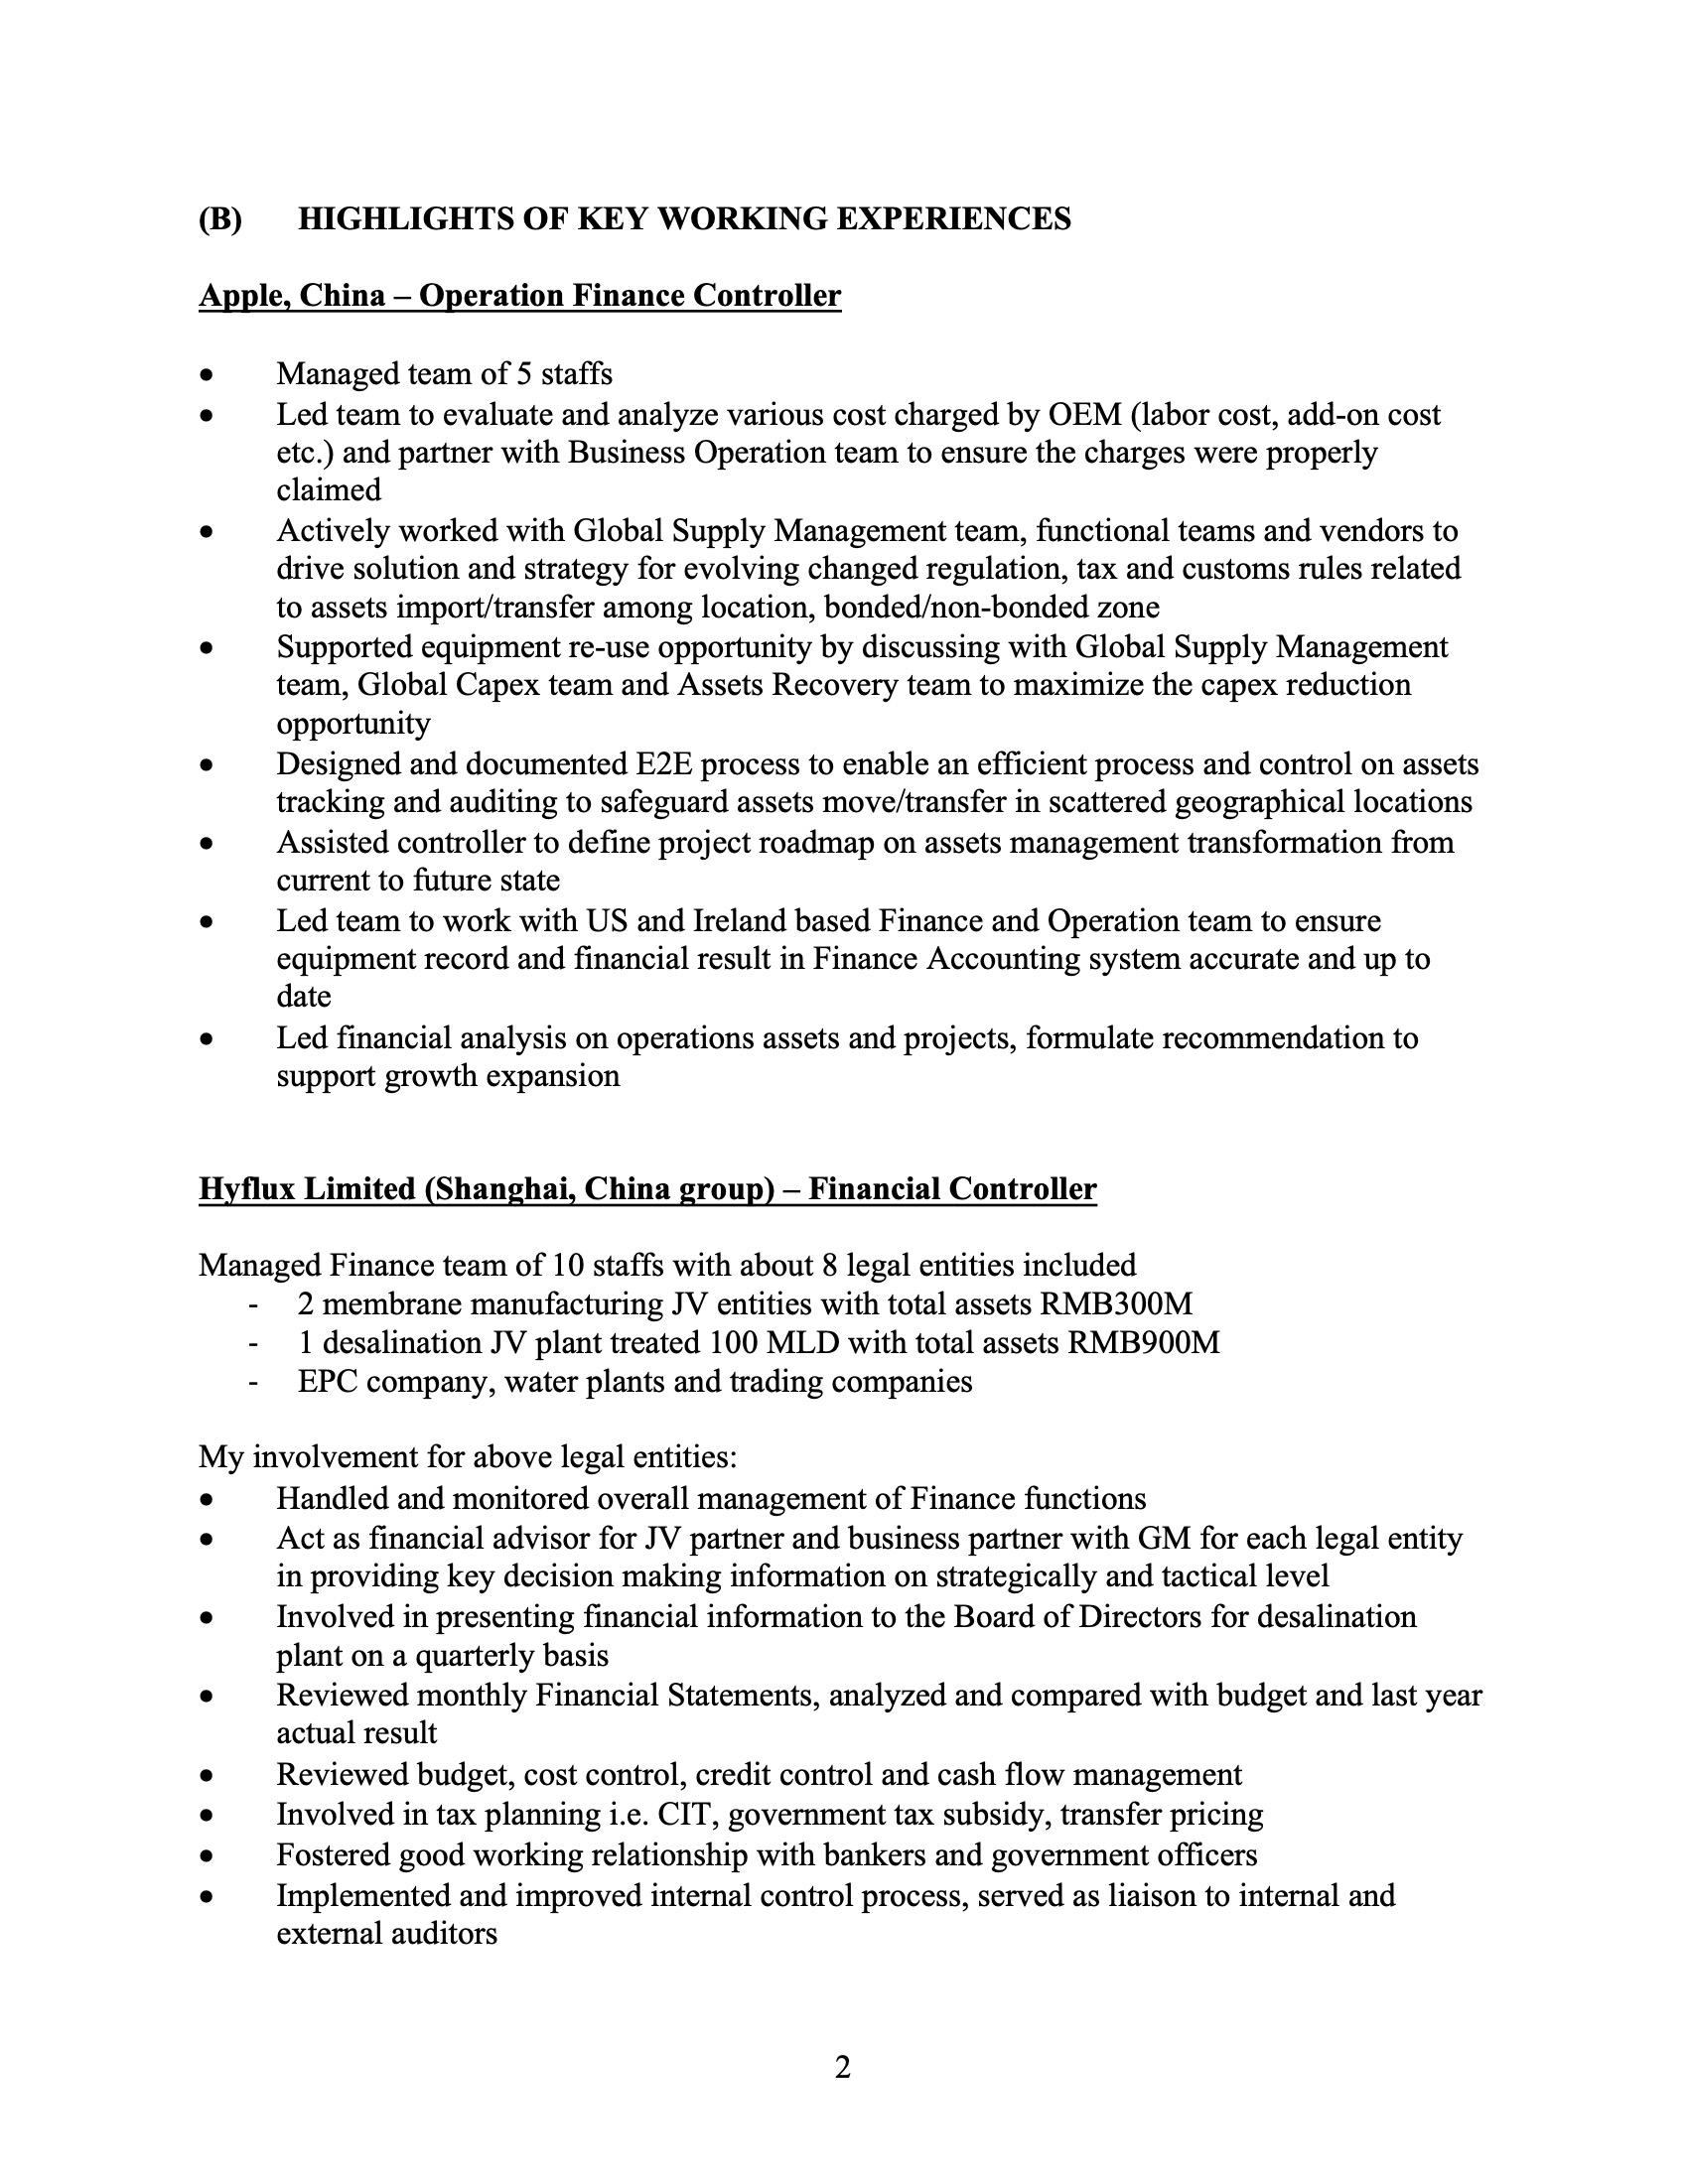 (B) HIGHLIGHTS OF KEY WORKING EXPERIENCES
Apple, China – Operation Finance Controller
• Managed team of 5 staffs
• Led team to evaluate and analyze various cost charged by OEM (labor cost, add-on cost
etc.) and partner with Business Operation team to ensure the charges were properly
claimed
• Actively worked with Global Supply Management team, functional teams and vendors to
drive solution and strategy for evolving changed regulation, tax and customs rules related
to assets import/transfer among location, bonded/non-bonded zone
• Supported equipment re-use opportunity by discussing with Global Supply Management
team, Global Capex team and Assets Recovery team to maximize the capex reduction
opportunity
• Designed and documented E2E process to enable an efficient process and control on assets
tracking and auditing to safeguard assets move/transfer in scattered geographical locations
• Assisted controller to define project roadmap on assets management transformation from
current to future state
• Led team to work with US and Ireland based Finance and Operation team to ensure
equipment record and financial result in Finance Accounting system accurate and up to
date
• Led financial analysis on operations assets and projects, formulate recommendation to
support growth expansion
Hyflux Limited (Shanghai, China group) – Financial Controller
Managed Finance team of 10 staffs with about 8 legal entities included
- 2 membrane manufacturing JV entities with total assets RMB300M
- 1 desalination JV plant treated 100 MLD with total assets RMB900M
- EPC company, water plants and trading companies
My involvement for above legal entities:
• Handled and monitored overall management of Finance functions
• Act as financial advisor for JV partner and business partner with GM for each legal entity
in providing key decision making information on strategically and tactical level
• Involved in presenting financial information to the Board of Directors for desalination
plant on a quarterly basis
• Reviewed monthly Financial Statements, analyzed and compared with budget and last year
actual result
• Reviewed budget, cost control, credit control and cash flow management
• Involved in tax planning i.e. CIT, government tax subsidy, transfer pricing
• Fostered good working relationship with bankers and government officers
• Implemented and improved internal control process, served as liaison to internal and
external auditors
2